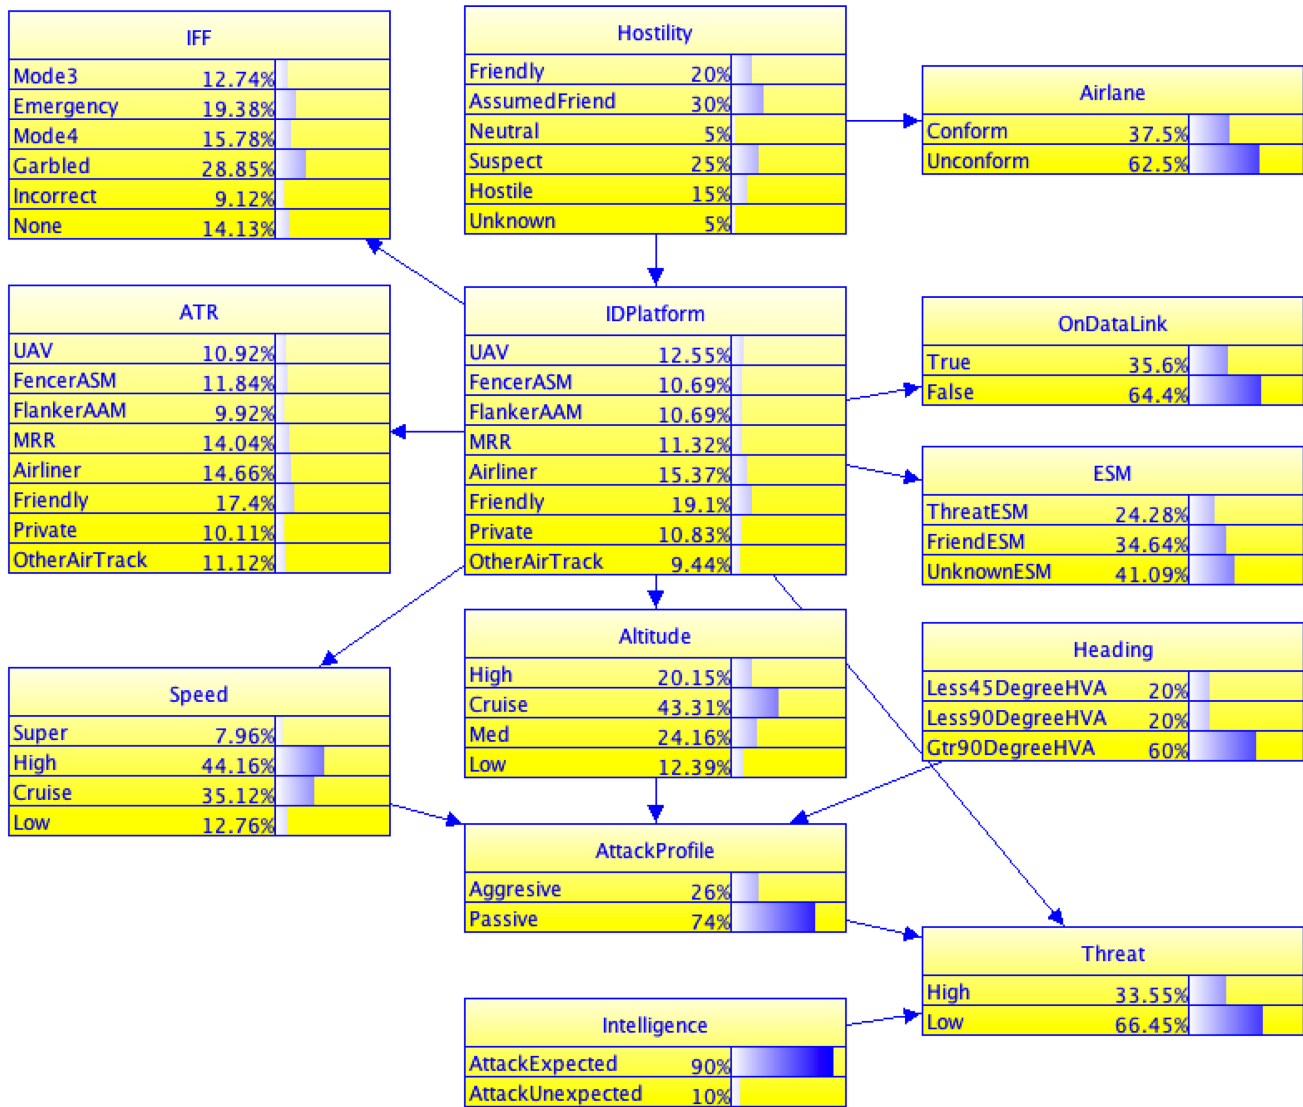 IFF
Mode3 12.74%
Emergency 19.38%
Mode4 15.78%
Garbled 28.85%
Incorrect 9.12%
None 14.13%
Hostility
Friendly 20%
AssumedFriend 30%
Neutral 5%
Suspect 25%
Hostile 15%
Unknown 5%
Airlane
Conform 37.5%
Unconform 62.5%
ATR
UAV 10.92%
FencerASM 11.84%
FlankerAAM 9.92%
MRR 14.04%
Airliner 14.66%
Friendly 17.4%
Private 10.11%
OtherAirTrack 11.12%
IDPlatform
UAV 12.55%
FencerASM 10.69%
FlankerAAM 10.69%
MRR 11.32%
Airliner 15.37%
Friendly 19.1%
Private 10.83%
OtherAirTrack 9.44%
OnDataLink
True 35.6%
False 64.4%
ESM
ThreatESM 24.28%
FriendESM 34.64%
UnknownESM 41.09%
Speed
Super 7.96%
High 44.16%
Cruise 35.12%
Low 12.76%
Altitude
High 20.15%
Cruise 43.31%
Med 24.16%
Low 12.39%
Heading
Less45DegreeHVA 20%
Less90DegreeHVA 20%
Gtr90DegreeHVA 60%
AttackProfile
Aggresive 26%
Passive 74%
Threat
High 33.55%
Low 66.45%
Intelligence
AttackExpected 90%
AttackUnexpected 10%